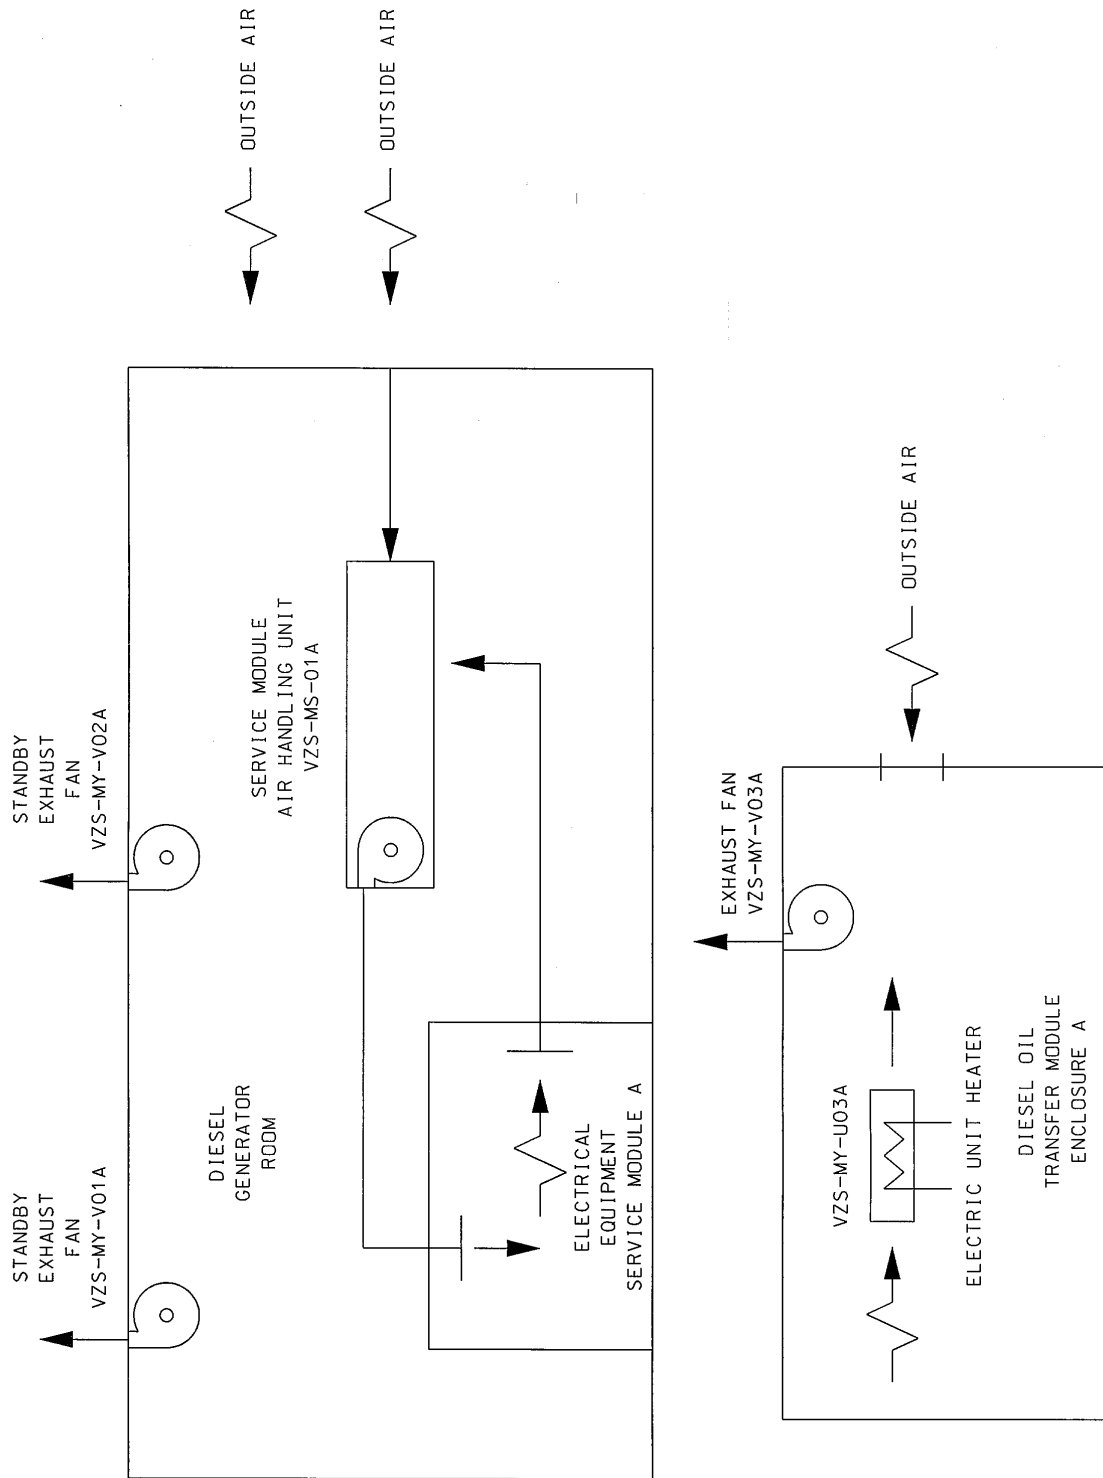 STANDBY
EXHAUST
FAN
VZS-MY-V01A
STANDBY
EXHAUST
FAN
VZS-MY-V02A
OUTSIDE AIR
OUTSIDE AIR
DIESEL
GENERATOR
ROOM
SERVICE MODULE
AIR HANDLING UNIT
VZS-MS-01A
ELECTRICAL
EQUIPMENT
SERVICE MODULE A
EXHAUST FAN
VZS-MY-V03A
OUTSIDE AIR
VZS-MY-U03A
ELECTRIC UNIT HEATER
DIESEL OIL
TRANSFER MODULE
ENCLOSURE A